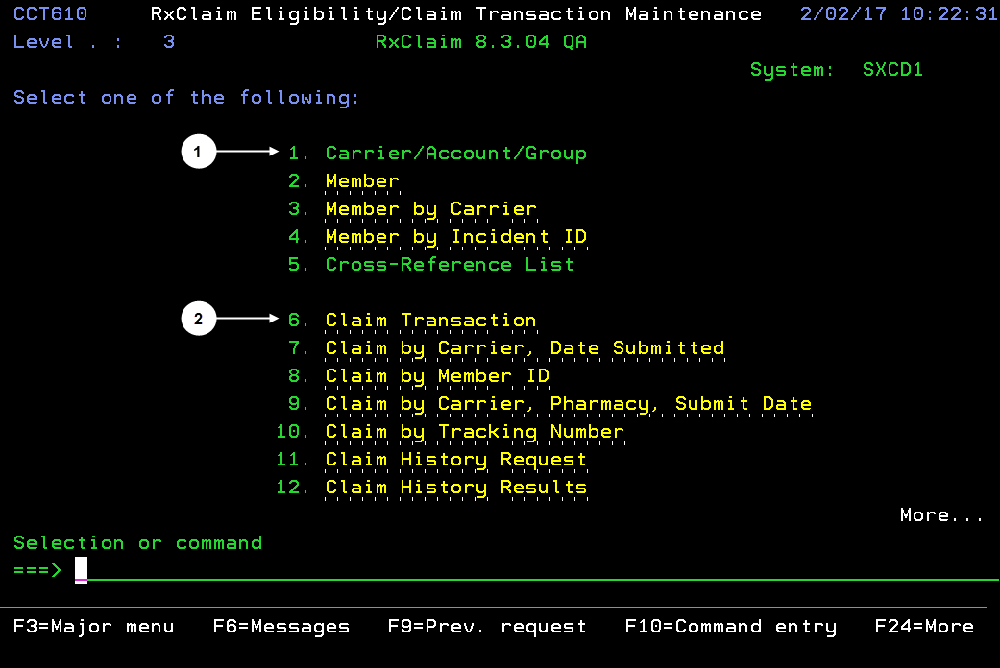 CCT610 RxClaim Eligibility/Claim Transaction Maintenance 2/02/17 10:22:31
Level . : 3 RxClaim 8.3.04 QA
System: SXCD1
Select one of the following:
1 1. Carrier/Account/Group
2. Member
3. Member by Carrier
4. Member by Incident ID
5. Cross-Reference List
2 6. Claim Transaction
7. Claim by Carrier, Date Submitted
8. Claim by Member ID
9. Claim by Carrier, Pharmacy, Submit Date
10. Claim by Tracking Number
11. Claim History Request
12. Claim History Results
More...
Selection or command
===>
F3=Major menu F6=Messages F9=Prev. request F10=Command entry F24=More